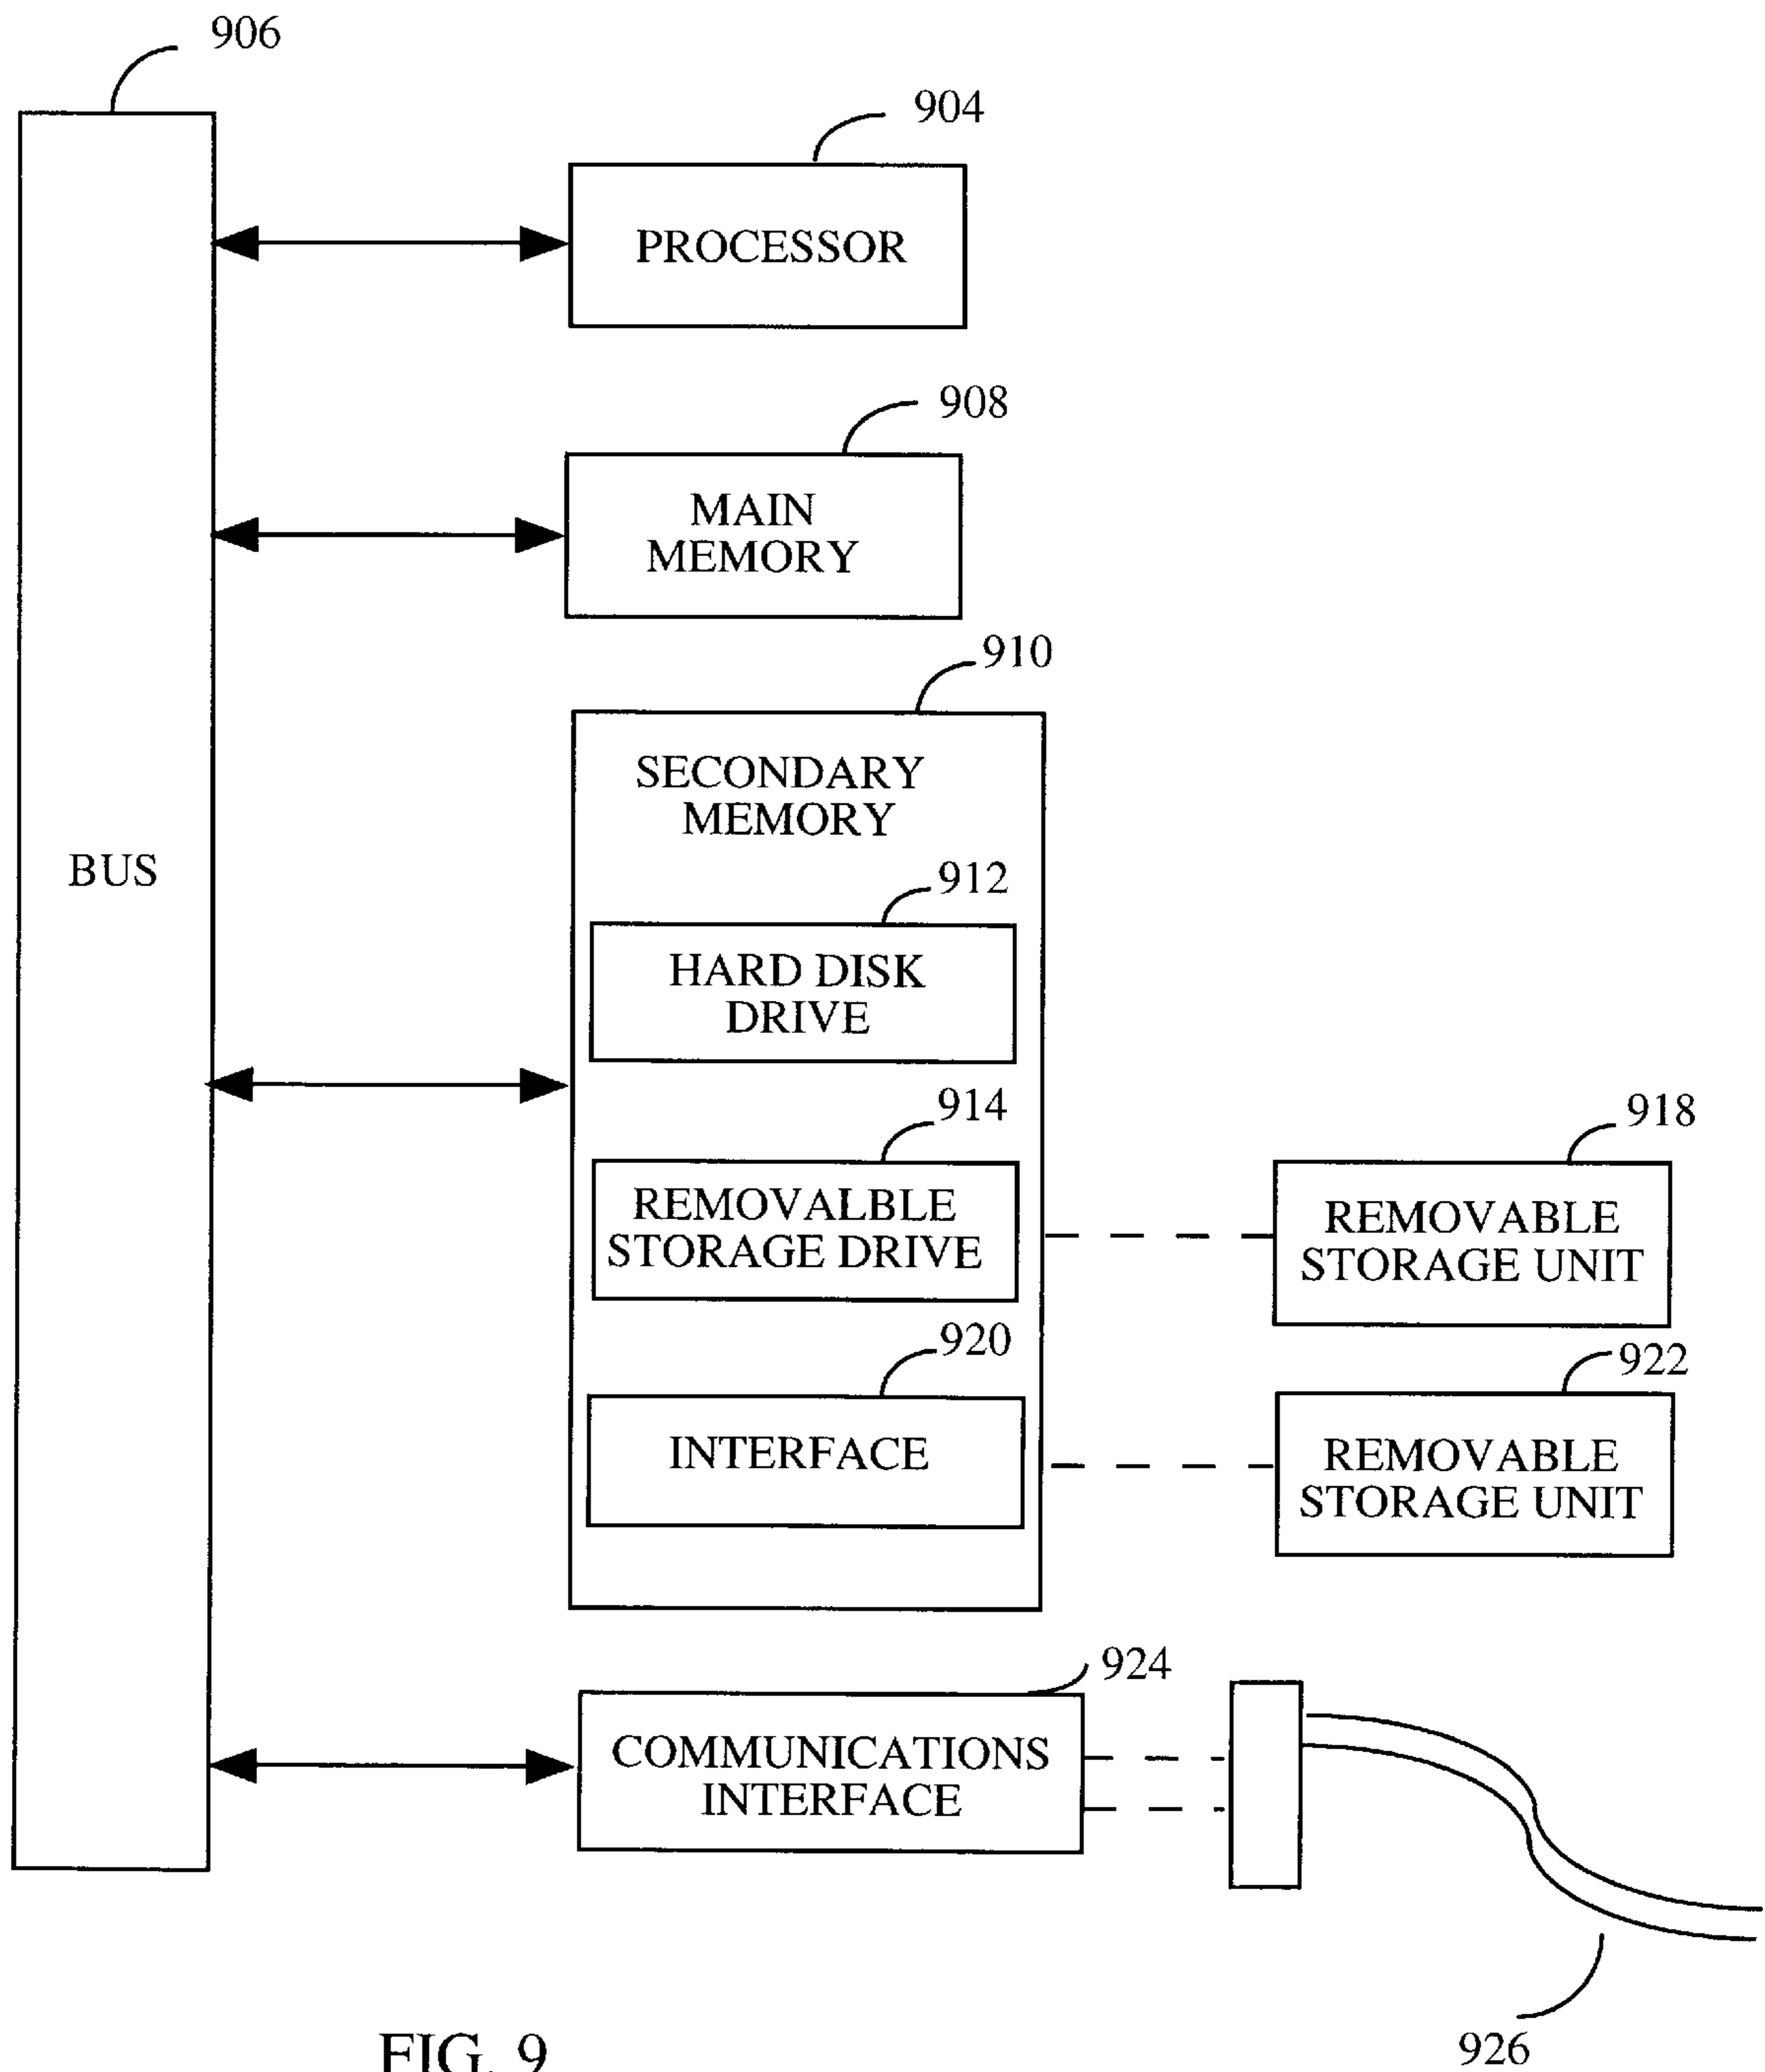 906
904
PROCESSOR
908
MAIN
MEMORY
910
SECONDARY
MEMORY
BUS
912
HARD DISK
DRIVE
914
REMOVALBLE
STORAGE DRIVE
918
REMOVABLE
STORAGE UNIT
920
INTERFACE
922
REMOVABLE
STORAGE UNIT
924
COMMUNICATIONS
INTERFACE
926
FIG. 9